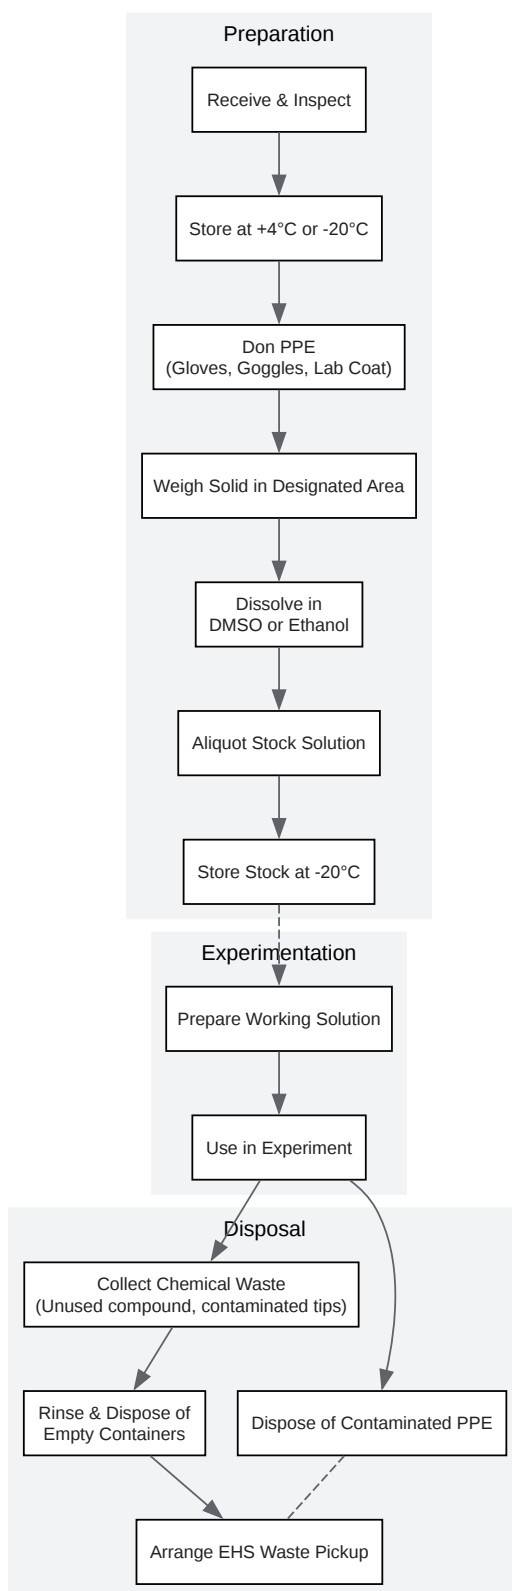 Preparation
Receive & Inspect
Store at +4°C or -20°C
Don PPE
(Gloves, Goggles, Lab Coat)
Weigh Solid in Designated Area
Dissolve in
DMSO or Ethanol
Aliquot Stock Solution
Store Stock at -20°C
Experimentation
Prepare Working Solution
Use in Experiment
Disposal
Collect Chemical Waste
(Unused compound, contaminated tips)
Rinse & Dispose of
Empty Containers
Dispose of Contaminated PPE
Arrange EHS Waste Pickup